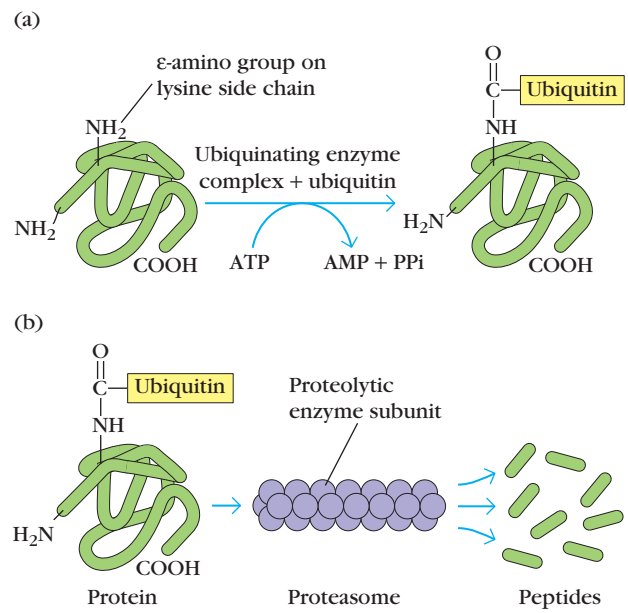 (a)
ε-amino group on
lysine side chain
NH₂
NH₂
COOH
Ubiquinating enzyme
complex + ubiquitin
ATP
AMP + PPi
O
C
Ubiquitin
NH
H₂N
COOH
(b)
O
C
Ubiquitin
NH
H₂N
COOH
Proteolytic
enzyme subunit
Protein
Proteasome
Peptides